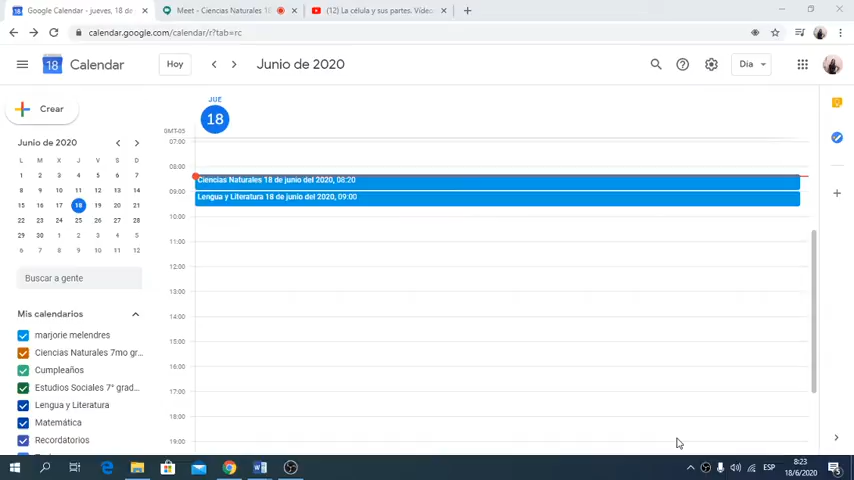 Google Calendar - jueves, 18 de
Meet - Ciencias Naturales 18
(12) La célula y sus partes. Víde
calendar.google.com/calendar/r?tab=rc
18 Calendar
Hoy
Junio de 2020
Día
Crear
JUE
18
GMT-05
Junio de 2020
L M X J V S D
1 2 3 4 5 6 7
8 9 10 11 12 13 14
15 16 17 18 19 20 21
22 23 24 25 26 27 28
29 30 1 2 3 4 5
6 7 8 9 10 11 12
07:00
08:00
Ciencias Naturales 18 de junio del 2020, 08:20
09:00
Lengua y Literatura 18 de junio del 2020, 09:00
10:00
11:00
12:00
13:00
14:00
15:00
16:00
17:00
18:00
19:00
Buscar a gente
Mis calendarios
marjorie melendres
Ciencias Naturales 7mo gr...
Cumpleaños
Estudios Sociales 7° grad...
Lengua y Literatura
Matemática
Recordatorios
ESP
8:23
18/6/2020